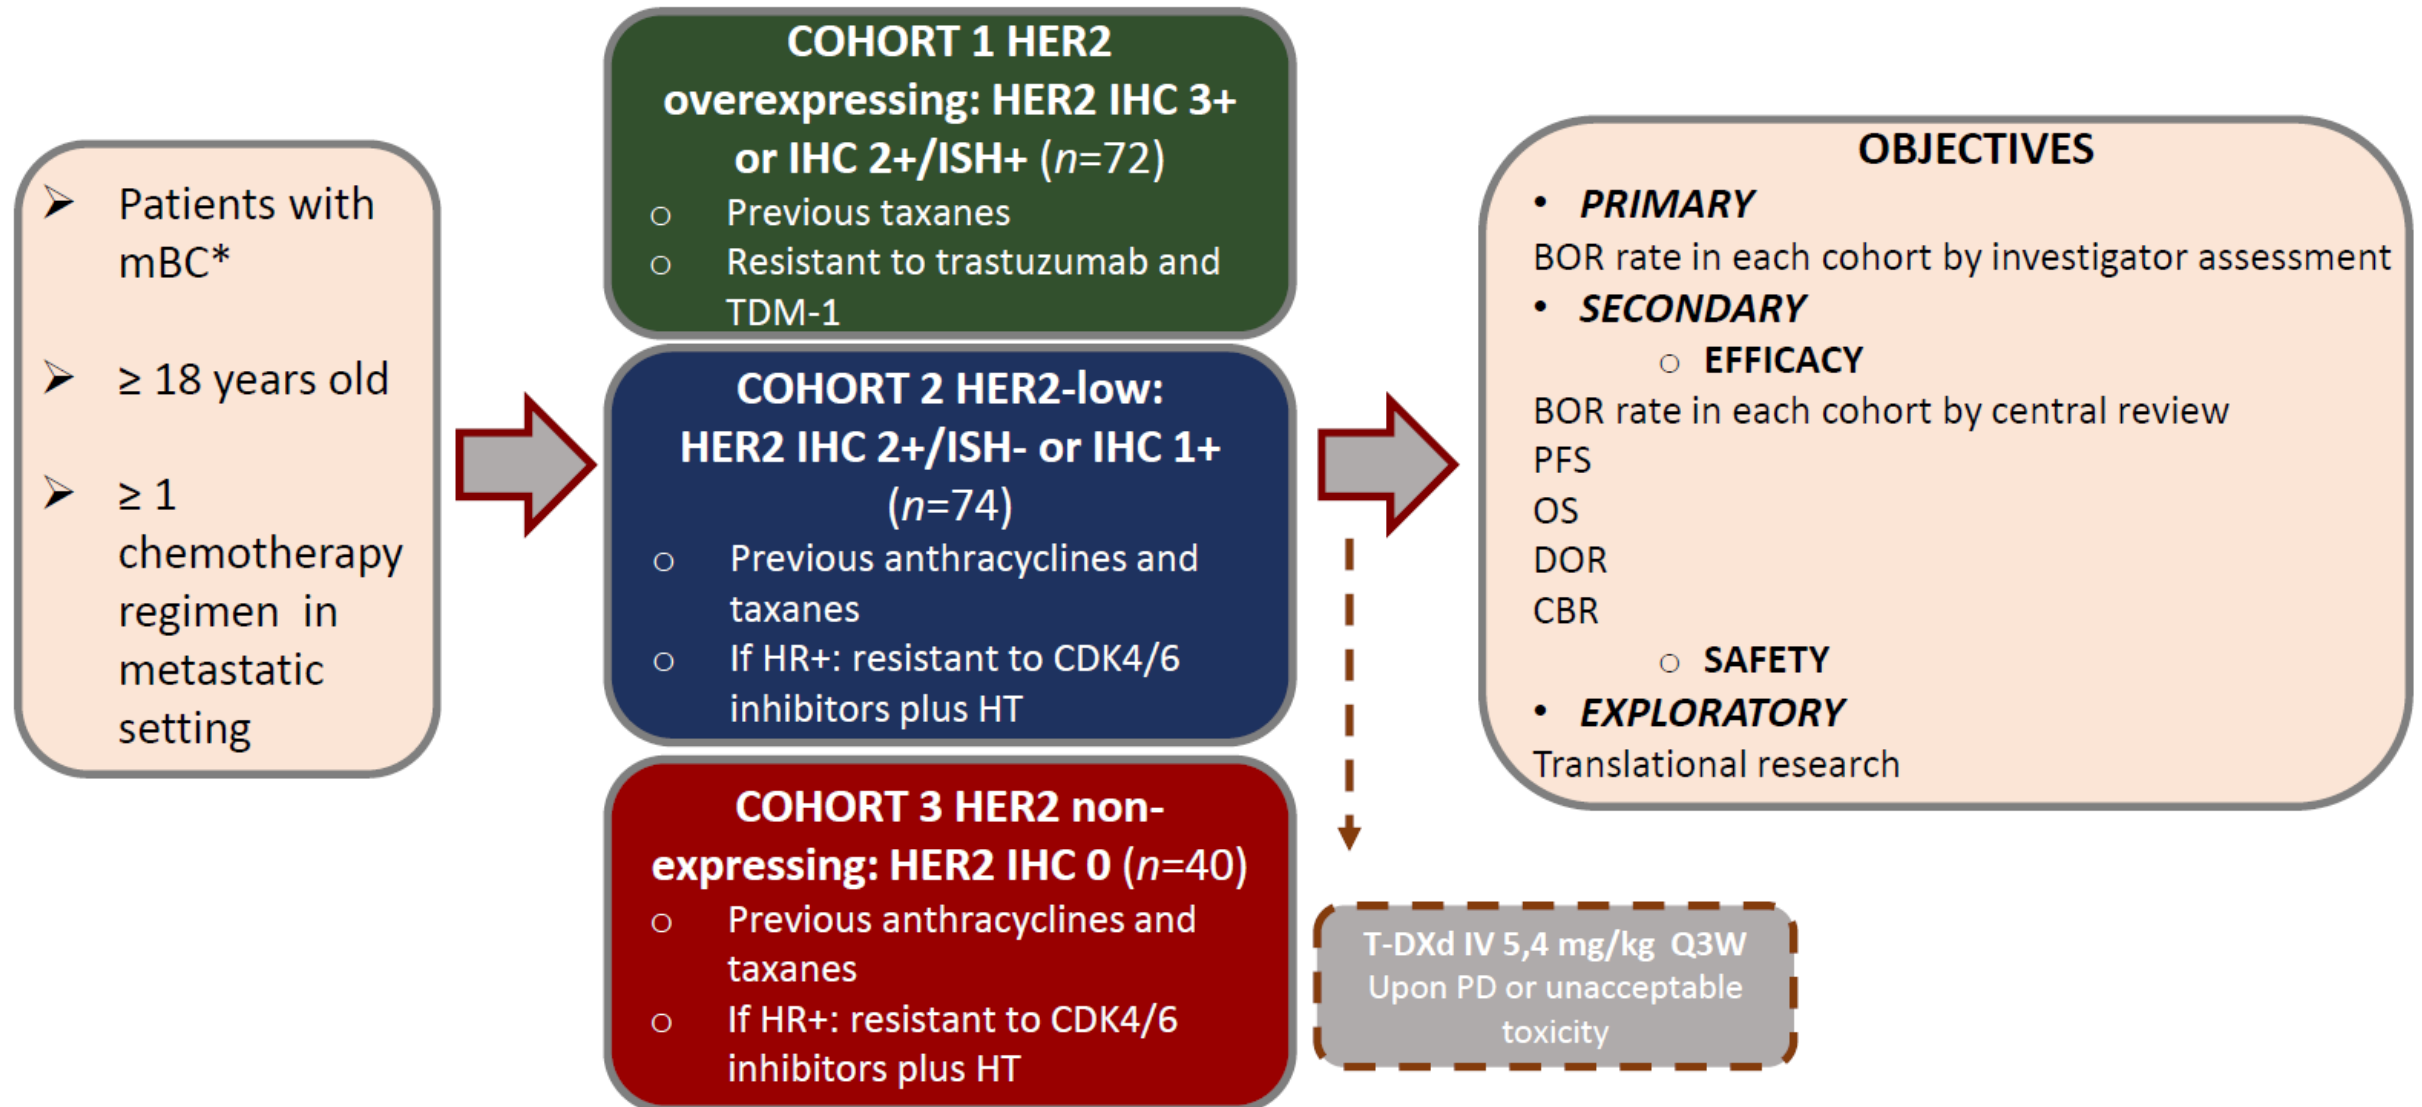 ➢ Patients with
mBC*
➢ ≥ 18 years old
➢ ≥ 1
chemotherapy
regimen in
metastatic
setting
COHORT 1 HER2
overexpressing: HER2 IHC 3+
or IHC 2+/ISH+ (n=72)
o Previous taxanes
o Resistant to trastuzumab and
TDM-1
COHORT 2 HER2-low:
HER2 IHC 2+/ISH- or IHC 1+
(n=74)
o Previous anthracyclines and
taxanes
o If HR+: resistant to CDK4/6
inhibitors plus HT
COHORT 3 HER2 non-
expressing: HER2 IHC 0 (n=40)
o Previous anthracyclines and
taxanes
o If HR+: resistant to CDK4/6
inhibitors plus HT
T-DXd IV 5,4 mg/kg Q3W
Upon PD or unacceptable
toxicity
OBJECTIVES
• PRIMARY
BOR rate in each cohort by investigator assessment
• SECONDARY
o EFFICACY
BOR rate in each cohort by central review
PFS
OS
DOR
CBR
o SAFETY
• EXPLORATORY
Translational research